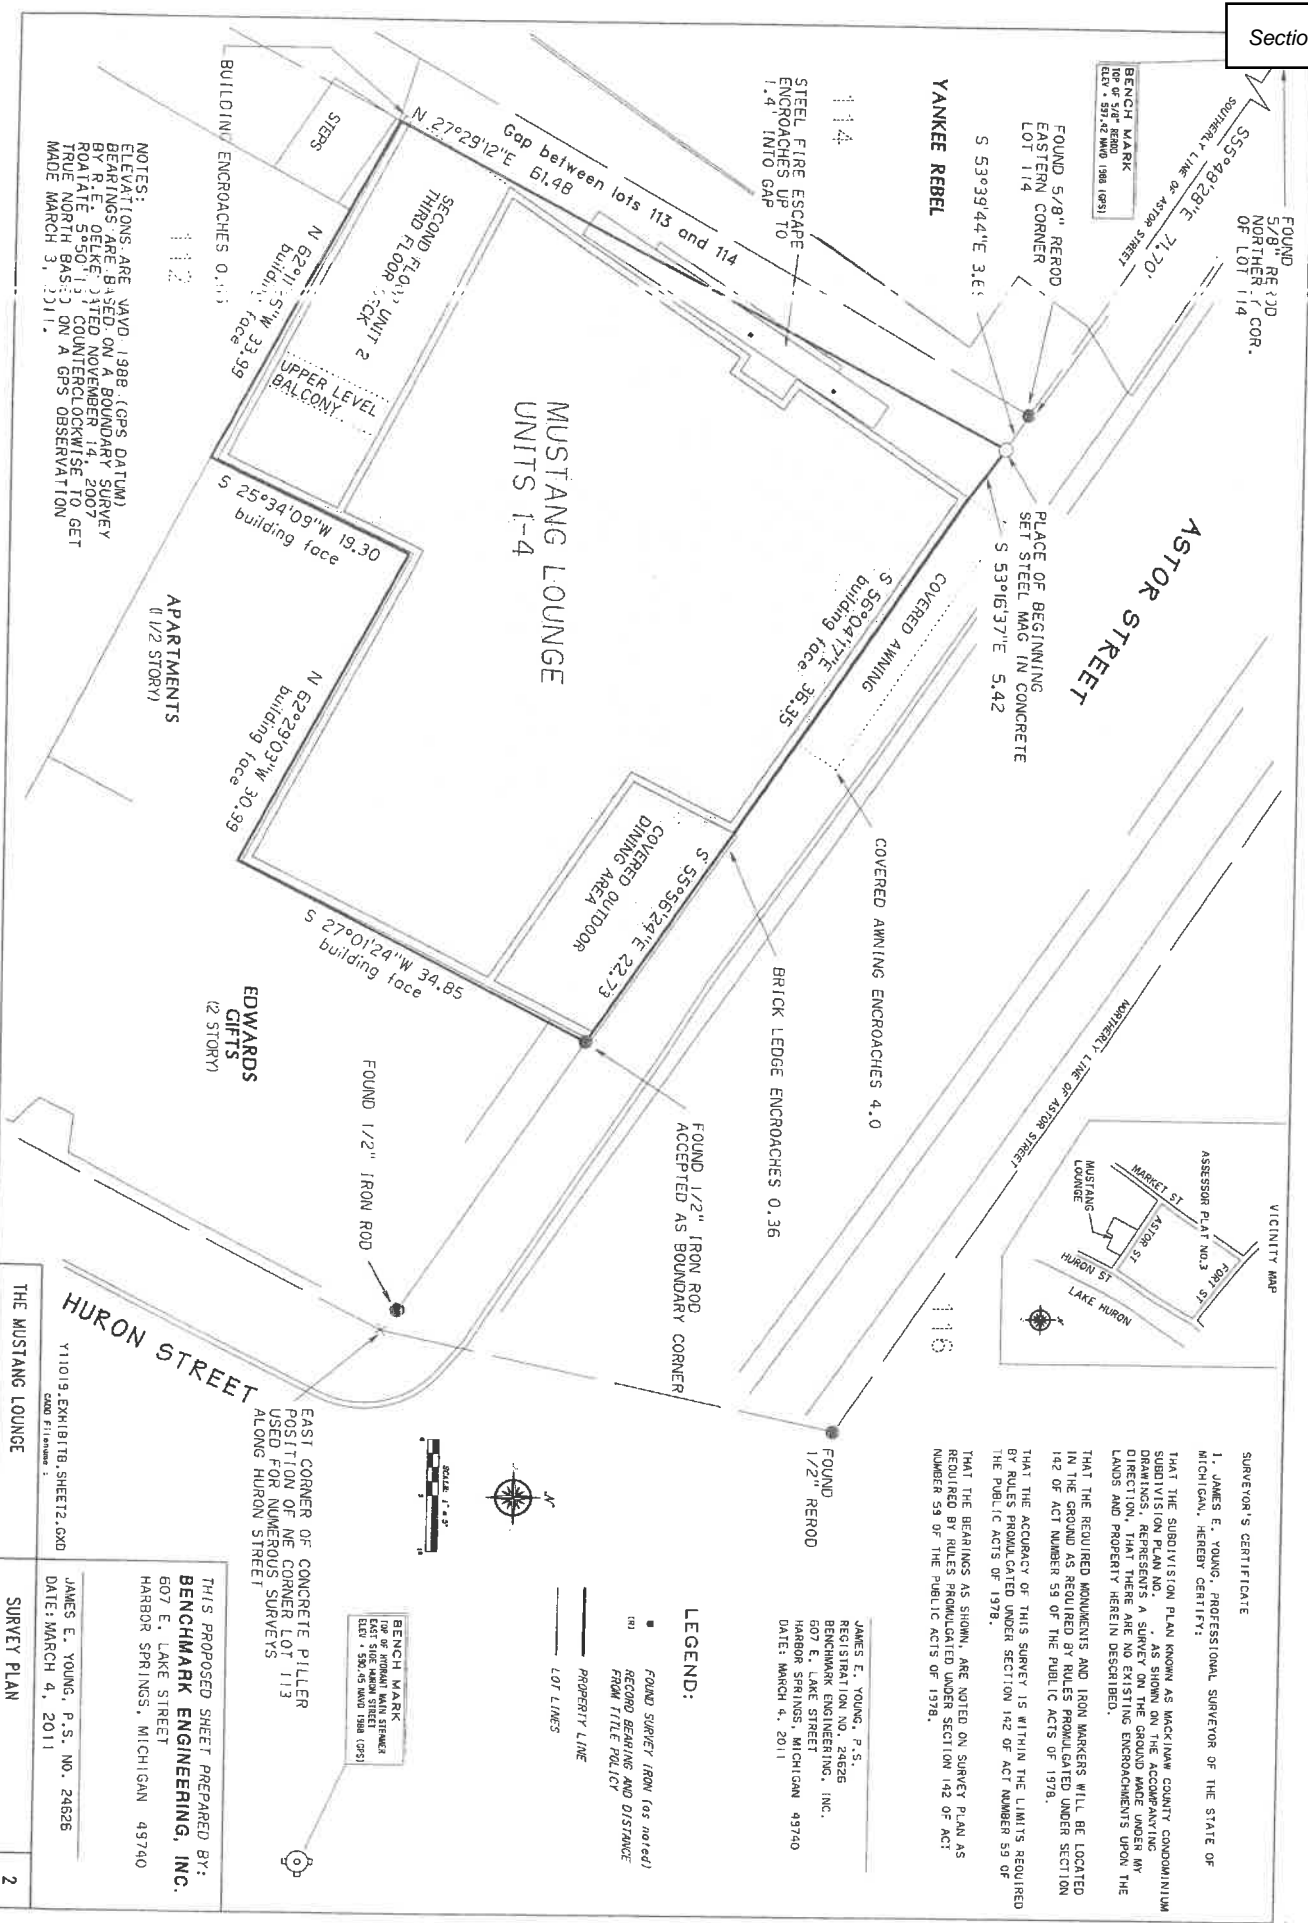 Sectio
FOUND
5/8" REROD
NORTHERLY COR.
OF LOT 114
S55°48'28"E 71.70'
SOUTHERLY LINE OF ASTOR STREET
BENCH MARK
TOP OF 5/8" REROD
ELEV = 597.42 NAVD 1988 (GPS)
FOUND 5/8" REROD
EASTERN CORNER
LOT 114
S 53°39'44"E
YANKEE REBEL
114
STEEL FIRE ESCAPE
ENCROACHES UP TO
1.4' INTO GAP
Gap between lots 113 and 114
N 27°29'12"E
61.48
BUILDING ENCROACHES
STEPS
SECOND FLOOR UNIT 2
THIRD FLOOR DECK
UPPER LEVEL
BALCONY
N 62°11' W 33.99
building face
112
NOTES:
ELEVATIONS ARE NAVD 1988 (GPS DATUM)
BEARINGS ARE BASED ON A BOUNDARY SURVEY
BY R.E. OELKE DATED NOVEMBER 14, 2007
ROATATE COUNTERCLOCKWISE TO GET
TRUE NORTH BASED ON A GPS OBSERVATION
MADE MARCH 3, 2011.
ASTOR STREET
PLACE OF BEGINNING
SET STEEL MAG IN CONCRETE
S 53°16'37"E 5.42
COVERED AWNING
S 56°04'17"E 36.35
building face
MUSTANG LOUNGE
UNITS 1-4
S 25°34'09"W 19.30
building face
APARTMENTS
(1 1/2 STORY)
N 62°29'03"W 30.99
building face
COVERED OUTDOOR
DINING AREA
S 55°56'24"E 22.73
S 27°01'24"W 34.85
building face
EDWARDS
GIFTS
(2 STORY)
COVERED AWNING ENCROACHES 4.0
BRICK LEDGE ENCROACHES 0.36
FOUND 1/2" IRON ROD
ACCEPTED AS BOUNDARY CORNER
FOUND 1/2" IRON ROD
NORTHERLY LINE OF ASTOR STREET
VICINITY MAP
ASSESSOR PLAT NO.3
MARKET ST
FORT ST
ASTOR ST
MUSTANG
LOUNGE
HURON ST
LAKE HURON
116
FOUND
1/2" REROD
HURON STREET
EAST CORNER OF CONCRETE PILLER
POSITION OF NE CORNER LOT 113
USED FOR NUMEROUS SURVEYS
ALONG HURON STREET
N
SCALE: 1" = 5'
BENCH MARK
TOP OF HYDRANT MAIN STEAMER
EAST SIDE HURON STREET
ELEV = 590.45 NAVD 1988 (GPS)
SURVEYOR'S CERTIFICATE
I, JAMES E. YOUNG, PROFESSIONAL SURVEYOR OF THE STATE OF
MICHIGAN, HEREBY CERTIFY:
THAT THE SUBDIVISION PLAN KNOWN AS MACKINAW COUNTY CONDOMINIUM
SUBDIVISION PLAN NO. , AS SHOWN ON THE ACCOMPANYING
DRAWINGS, REPRESENTS A SURVEY ON THE GROUND MADE UNDER MY
DIRECTION, THAT THERE ARE NO EXISTING ENCROACHMENTS UPON THE
LANDS AND PROPERTY HEREIN DESCRIBED.
THAT THE REQUIRED MONUMENTS AND IRON MARKERS WILL BE LOCATED
IN THE GROUND AS REQUIRED BY RULES PROMULGATED UNDER SECTION
142 OF ACT NUMBER 59 OF THE PUBLIC ACTS OF 1978.
THAT THE ACCURACY OF THIS SURVEY IS WITHIN THE LIMITS REQUIRED
BY RULES PROMULGATED UNDER SECTION 142 OF ACT NUMBER 59 OF
THE PUBLIC ACTS OF 1978.
THAT THE BEARINGS AS SHOWN, ARE NOTED ON SURVEY PLAN AS
REQUIRED BY RULES PROMULGATED UNDER SECTION 142 OF ACT
NUMBER 59 OF THE PUBLIC ACTS OF 1978.
JAMES E. YOUNG, P.S.
REGISTRATION NO. 24626
BENCHMARK ENGINEERING, INC.
607 E. LAKE STREET
HARBOR SPRINGS, MICHIGAN 49740
DATE: MARCH 4, 2011
LEGEND:
FOUND SURVEY IRON (as noted)
(R) RECORD BEARING AND DISTANCE
FROM TITLE POLICY
PROPERTY LINE
LOT LINES
THIS PROPOSED SHEET PREPARED BY:
BENCHMARK ENGINEERING, INC.
607 E. LAKE STREET
HARBOR SPRINGS, MICHIGAN 49740
JAMES E. YOUNG, P.S. NO. 24626
DATE: MARCH 4, 2011
Y11019.EXHIBITB.SHEET2.GXD
CADD Filename :
THE MUSTANG LOUNGE
SURVEY PLAN
2